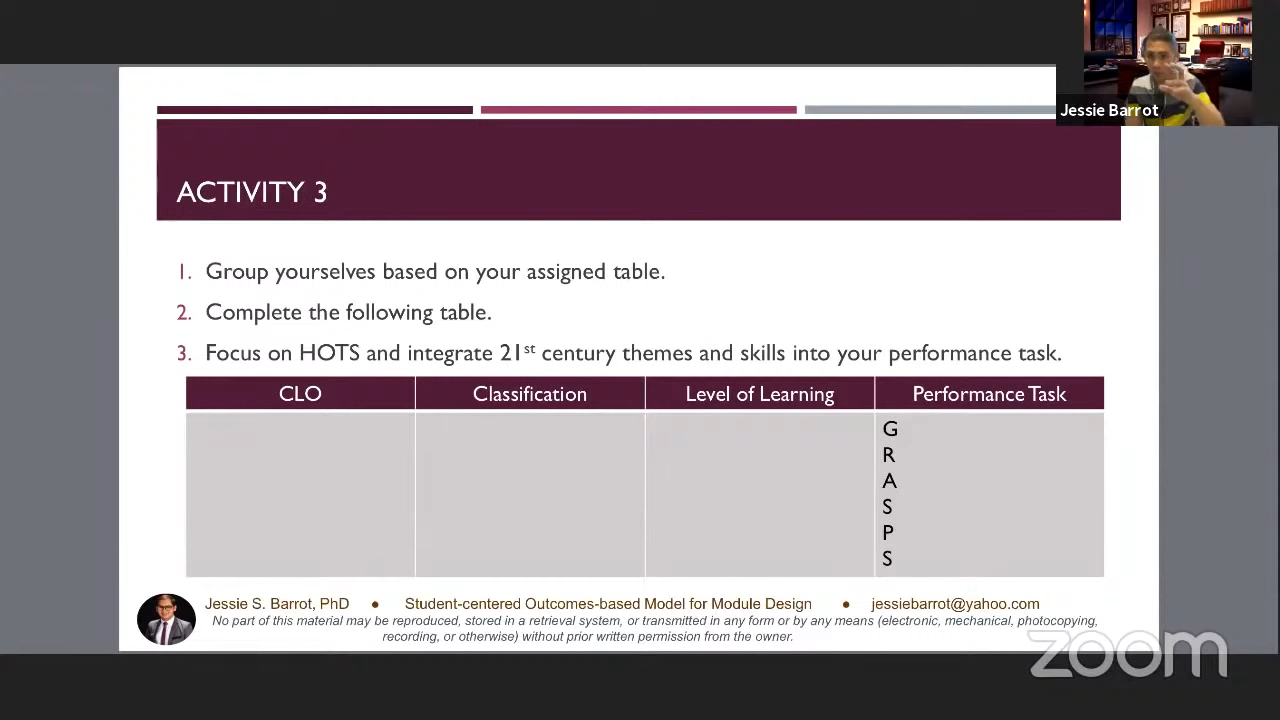 Jessie Barrot
ACTIVITY 3
1. Group yourselves based on your assigned table.
2. Complete the following table.
3. Focus on HOTS and integrate 21st century themes and skills into your performance task.
CLO Classification Level of Learning Performance Task
G
R
A
S
P
S
Jessie S. Barrot, PhD • Student-centered Outcomes-based Model for Module Design • jessiebarrot@yahoo.com
No part of this material may be reproduced, stored in a retrieval system, or transmitted in any form or by any means (electronic, mechanical, photocopying,
recording, or otherwise) without prior written permission from the owner.
zoom